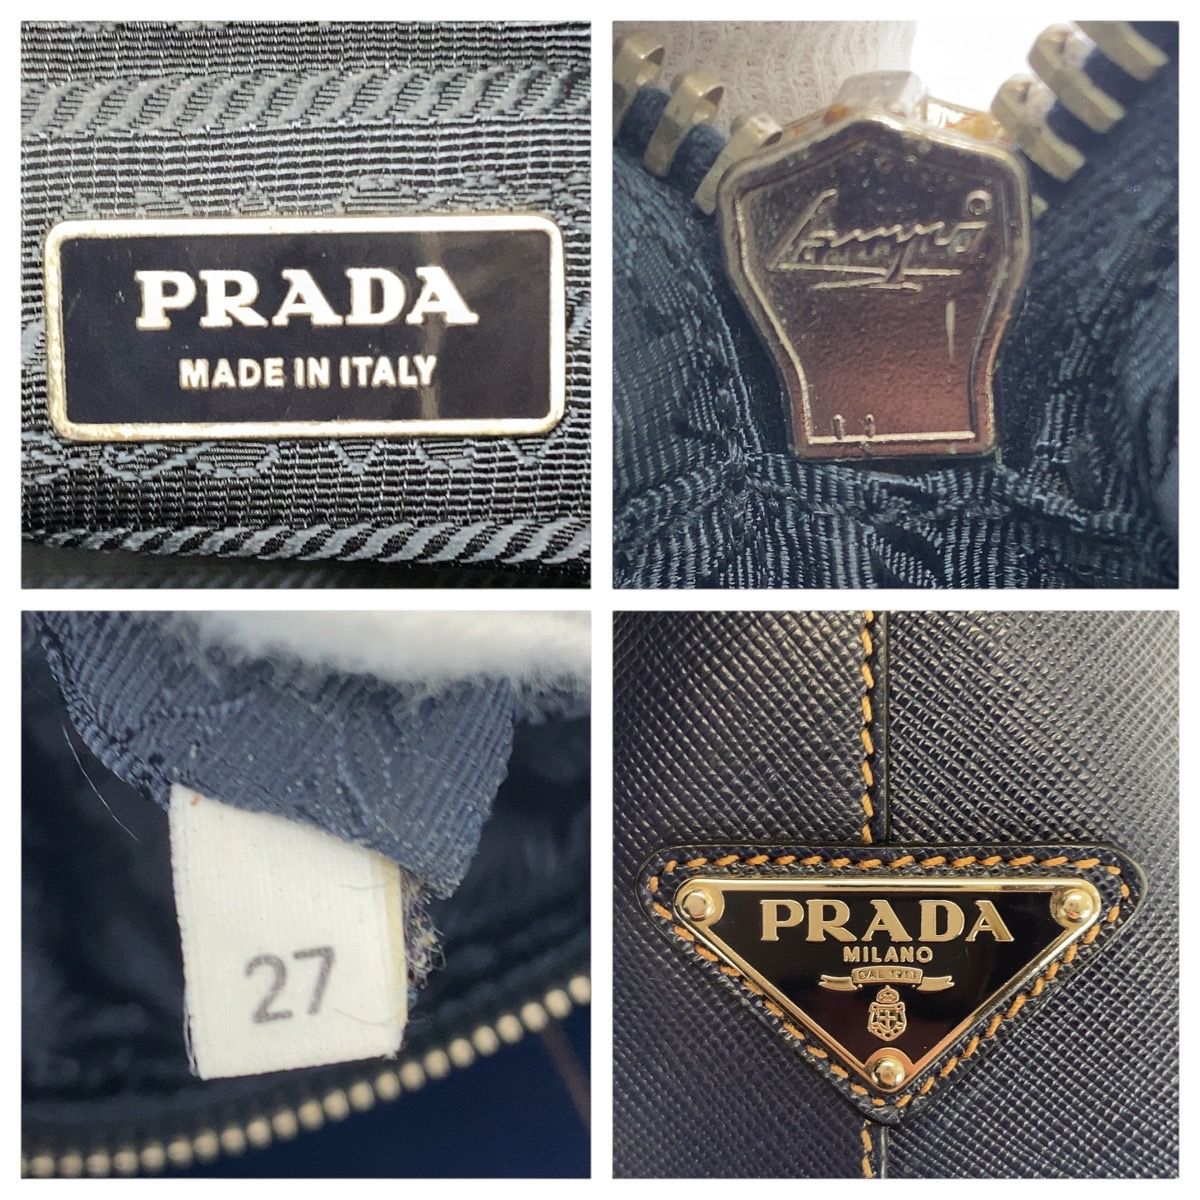 PRADA
MADE IN ITALY
Lampo
27
PRADA
MILANO
DAL 1913